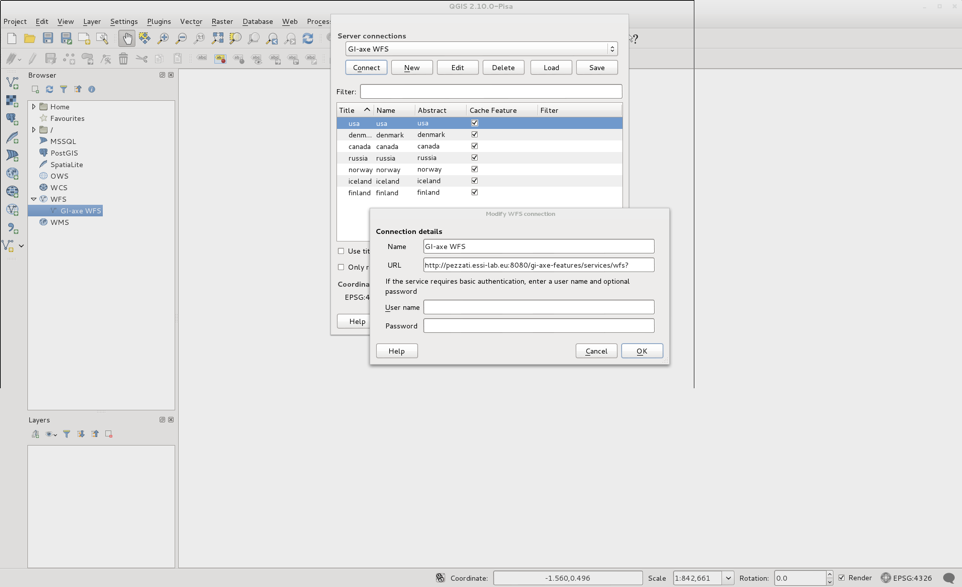 QGIS 2.10.0-Pisa
Project Edit View Layer Settings Plugins Vector Raster Database Web Proces
Server connections
GI-axe WFS
Connect New Edit Delete Load Save
Filter:
Title Name Abstract Cache Feature Filter
usa usa usa
denm... denmark denmark
canada canada canada
russia russia russia
norway norway norway
iceland iceland iceland
finland finland finland
Use tit
Only r
Coordina
EPSG:4
Help
Modify WFS connection
Connection details
Name GI-axe WFS
URL http://pezzati.essi-lab.eu:8080/gi-axe-features/services/wfs?
If the service requires basic authentication, enter a user name and optional
password
User name
Password
Help Cancel OK
Browser
Home
Favourites
/
MSSQL
PostGIS
SpatiaLite
OWS
WCS
WFS
GI-axe WFS
WMS
Layers
Coordinate: -1.560,0.496 Scale 1:842,661 Rotation: 0.0 Render EPSG:4326